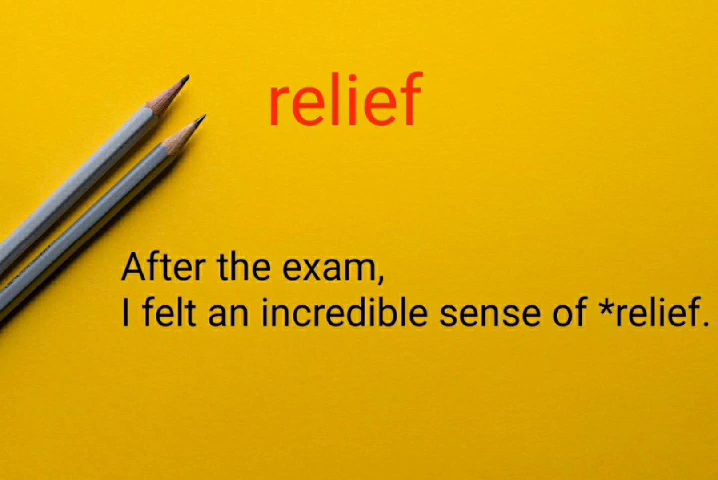 relief
After the exam,
I felt an incredible sense of *relief.